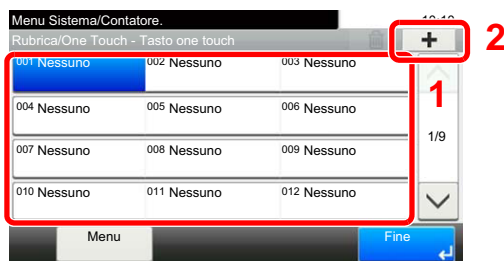 Menu Sistema/Contatore.
Rubrica/One Touch - Tasto one touch
+
2
001 Nessuno 002 Nessuno 003 Nessuno
1
004 Nessuno 005 Nessuno 006 Nessuno
1/9
007 Nessuno 008 Nessuno 009 Nessuno
010 Nessuno 011 Nessuno 012 Nessuno
Menu Fine